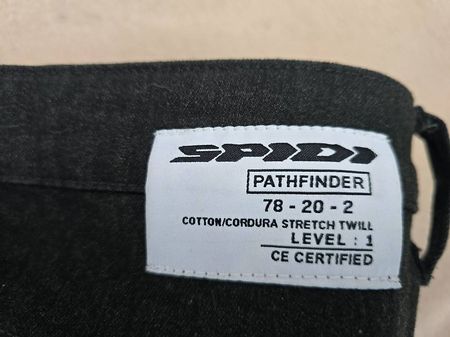 SPIDI
PATHFINDER
78 - 20 - 2
COTTON/CORDURA STRETCH TWILL
LEVEL : 1
CE CERTIFIED